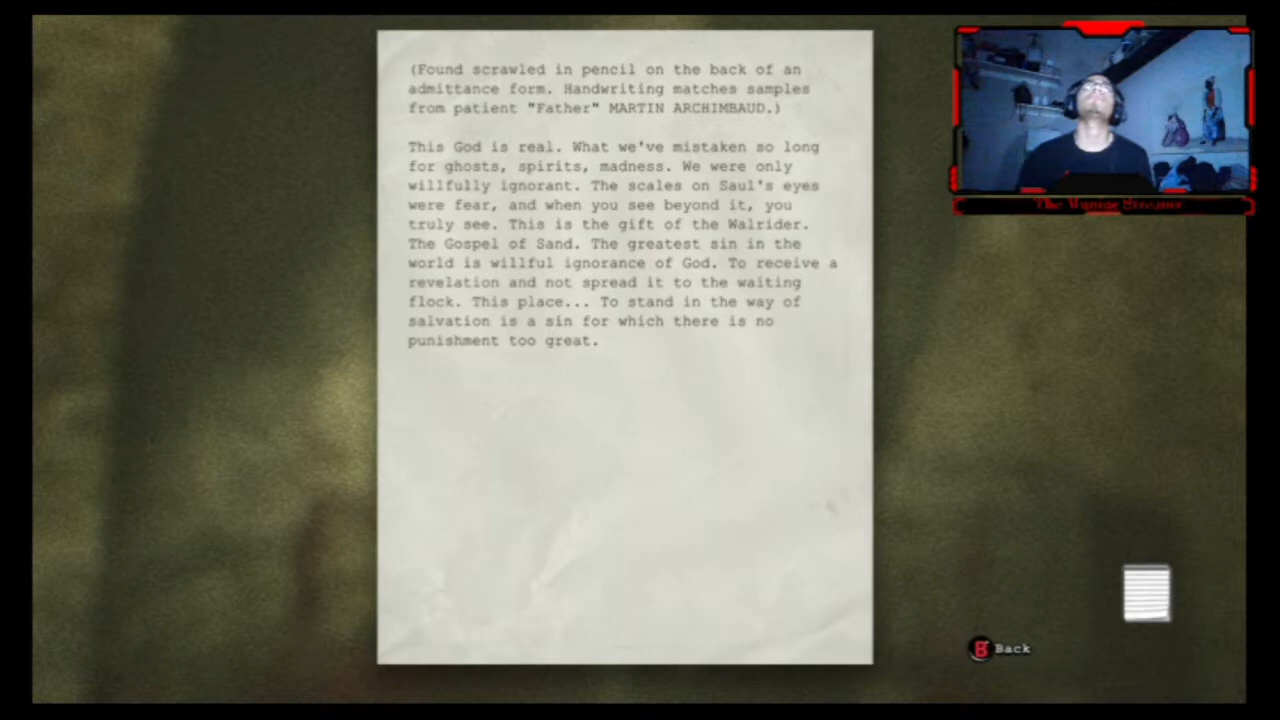 (Found scrawled in pencil on the back of an
admittance form. Handwriting matches samples
from patient "Father" MARTIN ARCHIMBAUD.)
This God is real. What we've mistaken so long
for ghosts, spirits, madness. We were only
willfully ignorant. The scales on Saul's eyes
were fear, and when you see beyond it, you
truly see. This is the gift of the Walrider.
The Gospel of Sand. The greatest sin in the
world is willful ignorance of God. To receive a
revelation and not spread it to the waiting
flock. This place... To stand in the way of
salvation is a sin for which there is no
punishment too great.
The
B Back